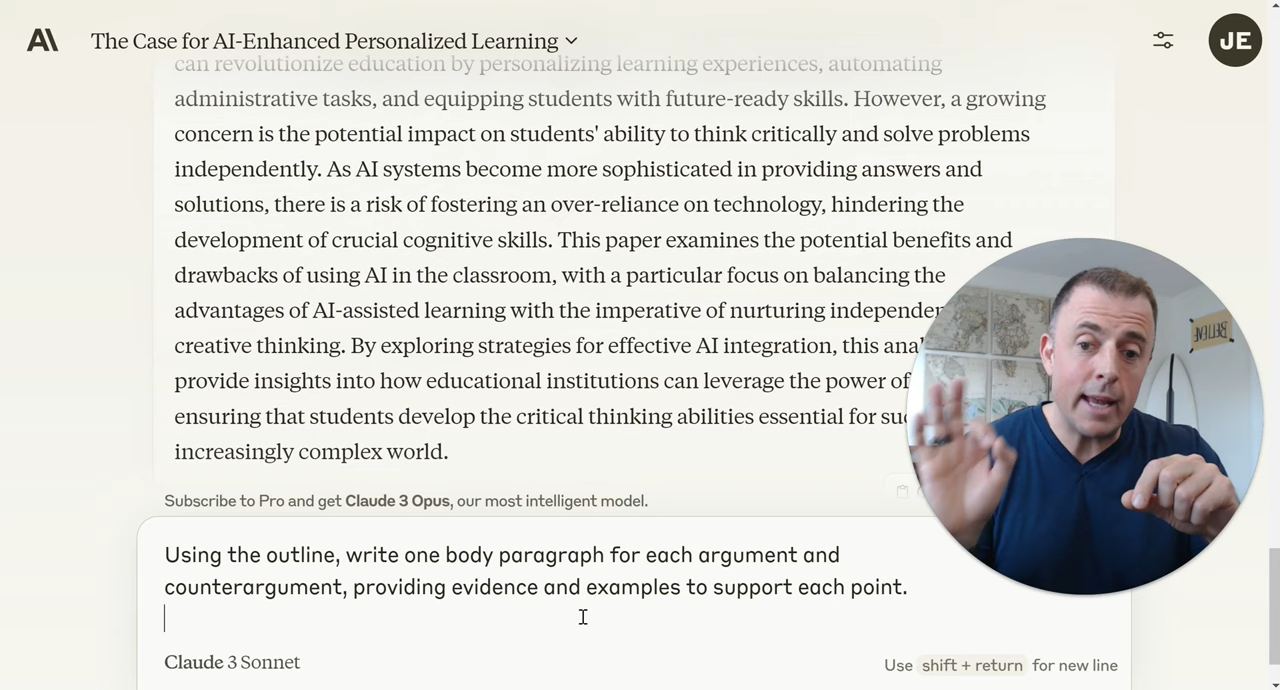 The Case for AI-Enhanced Personalized Learning
JE
can revolutionize education by personalizing learning experiences, automating
administrative tasks, and equipping students with future-ready skills. However, a growing
concern is the potential impact on students' ability to think critically and solve problems
independently. As AI systems become more sophisticated in providing answers and
solutions, there is a risk of fostering an over-reliance on technology, hindering the
development of crucial cognitive skills. This paper examines the potential benefits and
drawbacks of using AI in the classroom, with a particular focus on balancing the
advantages of AI-assisted learning with the imperative of nurturing
creative thinking. By exploring strategies for effective AI integration, this
provide insights into how educational institutions can leverage the power of
ensuring that students develop the critical thinking abilities essential for
increasingly complex world.
BELIEVE
Subscribe to Pro and get Claude 3 Opus, our most intelligent model.
Using the outline, write one body paragraph for each argument and
counterargument, providing evidence and examples to support each point.
Claude 3 Sonnet
Use shift + return for new line